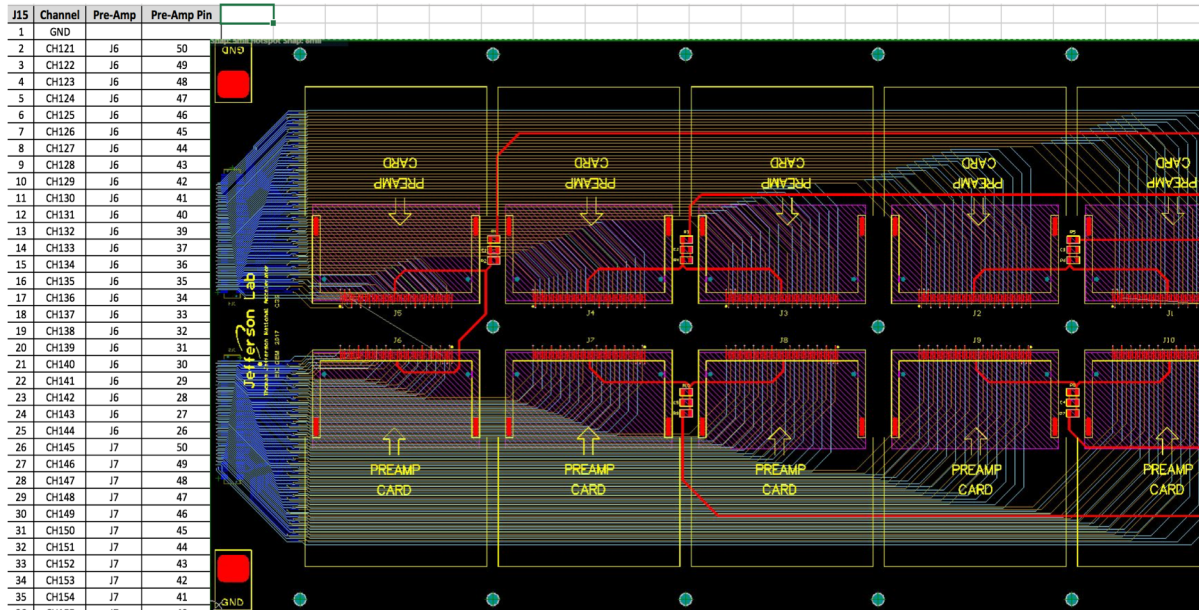 J15 Channel Pre-Amp Pre-Amp Pin
1 GND
2 CH121 J6 50
3 CH122 J6 49
4 CH123 J6 48
5 CH124 J6 47
6 CH125 J6 46
7 CH126 J6 45
8 CH127 J6 44
9 CH128 J6 43
10 CH129 J6 42
11 CH130 J6 41
12 CH131 J6 40
13 CH132 J6 39
14 CH133 J6 37
15 CH134 J6 36
16 CH135 J6 35
17 CH136 J6 34
18 CH137 J6 33
19 CH138 J6 32
20 CH139 J6 31
21 CH140 J6 30
22 CH141 J6 29
23 CH142 J6 28
24 CH143 J6 27
25 CH144 J6 26
26 CH145 J7 50
27 CH146 J7 49
28 CH147 J7 48
29 CH148 J7 47
30 CH149 J7 46
31 CH150 J7 45
32 CH151 J7 44
33 CH152 J7 43
34 CH153 J7 42
35 CH154 J7 41
GND
CARD CARD CARD CARD CARD
PREAMP PREAMP PREAMP PREAMP PREAMP
Jefferson Lab
J5 J4 J3 J2 J1
J6 J7 J8 J9 J10
PREAMP PREAMP PREAMP PREAMP PREAMP
CARD CARD CARD CARD CARD
GND